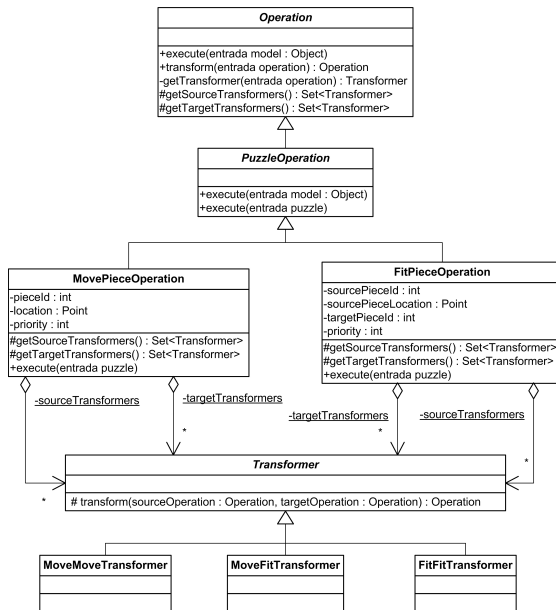 Operation
+execute(entrada model : Object)
+transform(entrada operation) : Operation
-getTransformer(entrada operation) : Transformer
#getSourceTransformers() : Set<Transformer>
#getTargetTransformers() : Set<Transformer>
PuzzleOperation
+execute(entrada model : Object)
+execute(entrada puzzle)
MovePieceOperation
-pieceId : int
-location : Point
-priority : int
#getSourceTransformers() : Set<Transformer>
#getTargetTransformers() : Set<Transformer>
+execute(entrada puzzle)
FitPieceOperation
-sourcePieceId : int
-sourcePieceLocation : Point
-targetPieceId : int
-priority : int
#getSourceTransformers() : Set<Transformer>
#getTargetTransformers() : Set<Transformer>
+execute(entrada puzzle)
-sourceTransformers
*
-targetTransformers
*
-targetTransformers
*
-sourceTransformers
*
Transformer
# transform(sourceOperation : Operation, targetOperation : Operation) : Operation
MoveMoveTransformer
MoveFitTransformer
FitFitTransformer